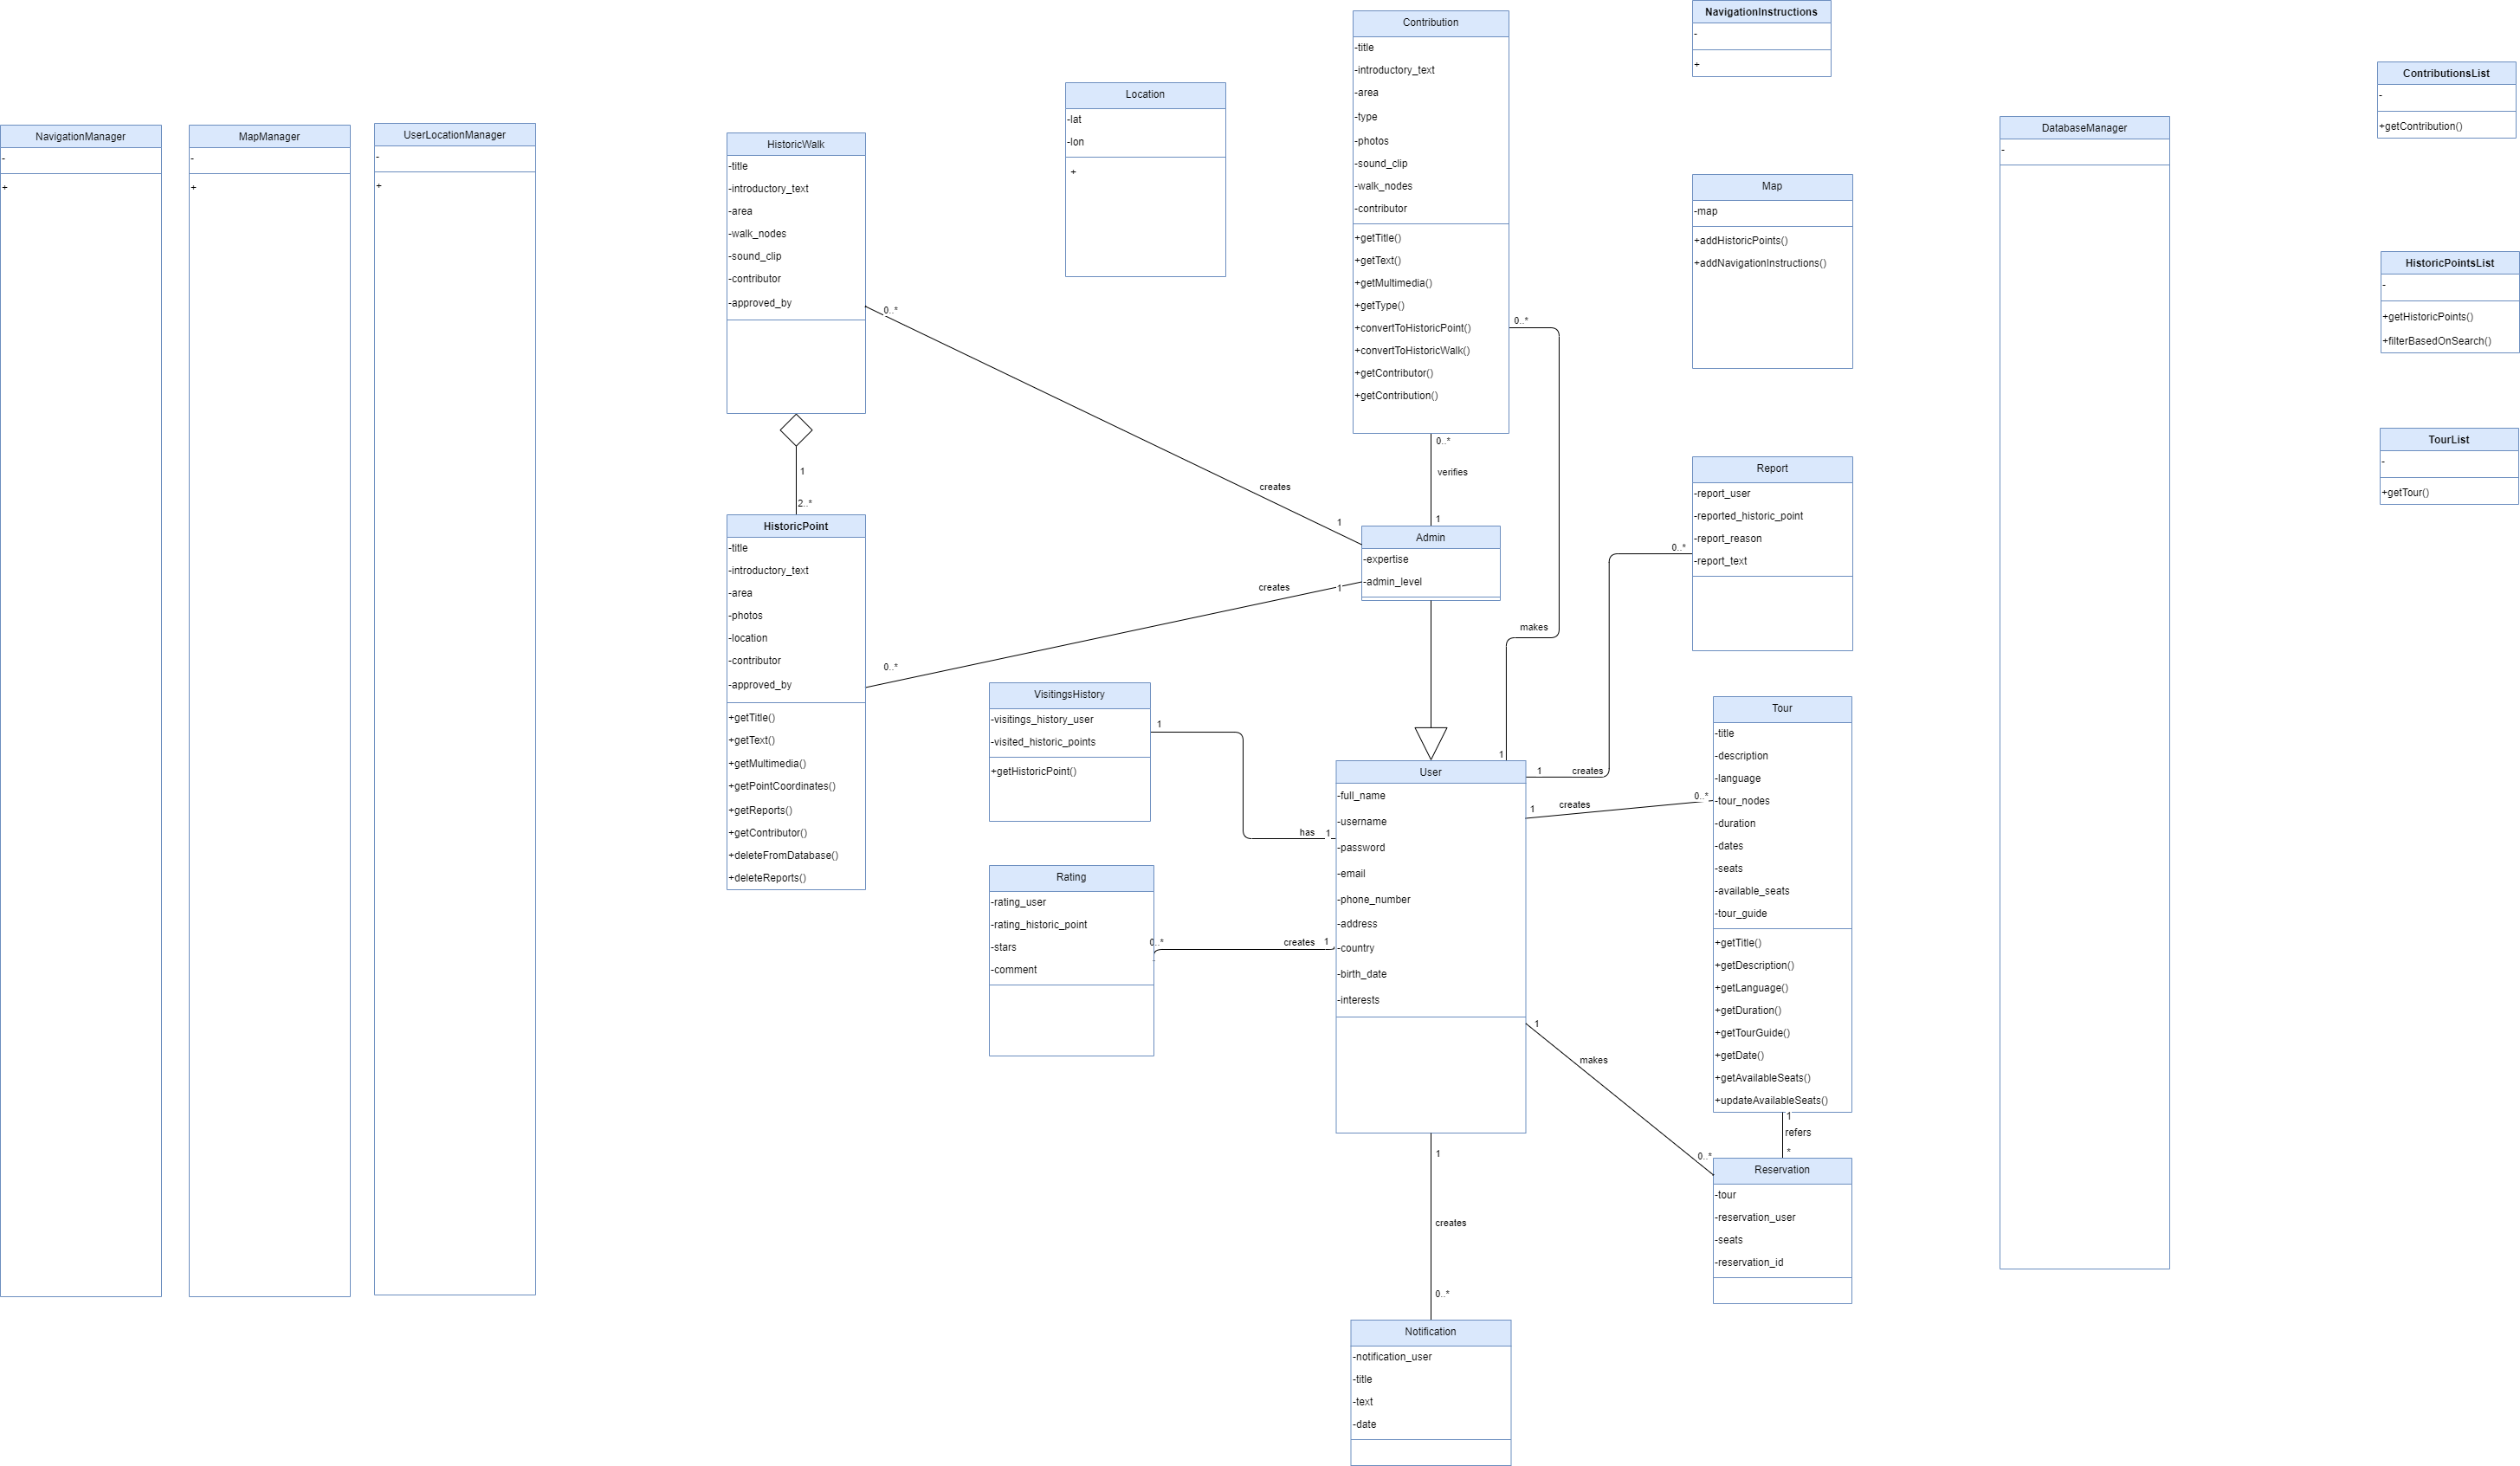 NavigationManager
-
+
MapManager
-
+
UserLocationManager
-
+
HistoricWalk
-title
-introductory_text
-area
-walk_nodes
-sound_clip
-contributor
-approved_by
0..*
creates
1
1
2..*
HistoricPoint
-title
-introductory_text
-area
-photos
-location
-contributor
-approved_by
+getTitle()
+getText()
+getMultimedia()
+getPointCoordinates()
+getReports()
+getContributor()
+deleteFromDatabase()
+deleteReports()
0..*
creates
1
Location
-lat
-lon
+
Contribution
-title
-introductory_text
-area
-type
-photos
-sound_clip
-walk_nodes
-contributor
+getTitle()
+getText()
+getMultimedia()
+getType()
+convertToHistoricPoint()
+convertToHistoricWalk()
+getContributor()
+getContribution()
0..*
verifies
1
0..*
makes
1
Admin
-expertise
-admin_level
VisitingsHistory
-visitings_history_user
-visited_historic_points
+getHistoricPoint()
1
has
1
Rating
-rating_user
-rating_historic_point
-stars
-comment
0..*
creates
1
User
-full_name
-username
-password
-email
-phone_number
-address
-country
-birth_date
-interests
1
creates
0..*
1
creates
0..*
1
makes
0..*
1
creates
0..*
Notification
-notification_user
-title
-text
-date
NavigationInstructions
-
+
Map
-map
+addHistoricPoints()
+addNavigationInstructions()
Report
-report_user
-reported_historic_point
-report_reason
-report_text
Tour
-title
-description
-language
-tour_nodes
-duration
-dates
-seats
-available_seats
-tour_guide
+getTitle()
+getDescription()
+getLanguage()
+getDuration()
+getTourGuide()
+getDate()
+getAvailableSeats()
+updateAvailableSeats()
1
refers
*
Reservation
-tour
-reservation_user
-seats
-reservation_id
DatabaseManager
-
ContributionsList
-
+getContribution()
HistoricPointsList
-
+getHistoricPoints()
+filterBasedOnSearch()
TourList
-
+getTour()